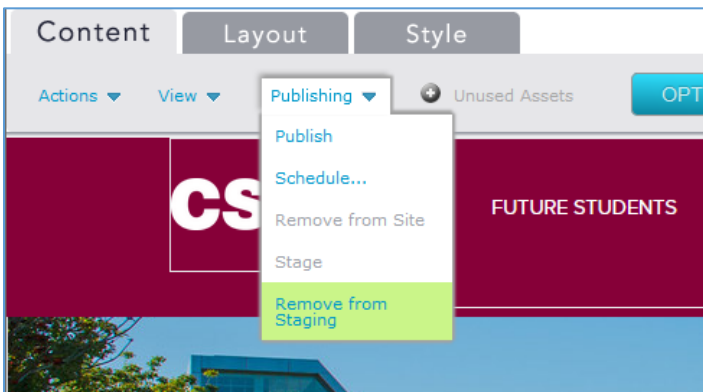 Content Layout Style
Actions View Publishing Unused Assets OPT
Publish
Schedule...
CS FUTURE STUDENTS
Remove from Site
Stage
Remove from
Staging